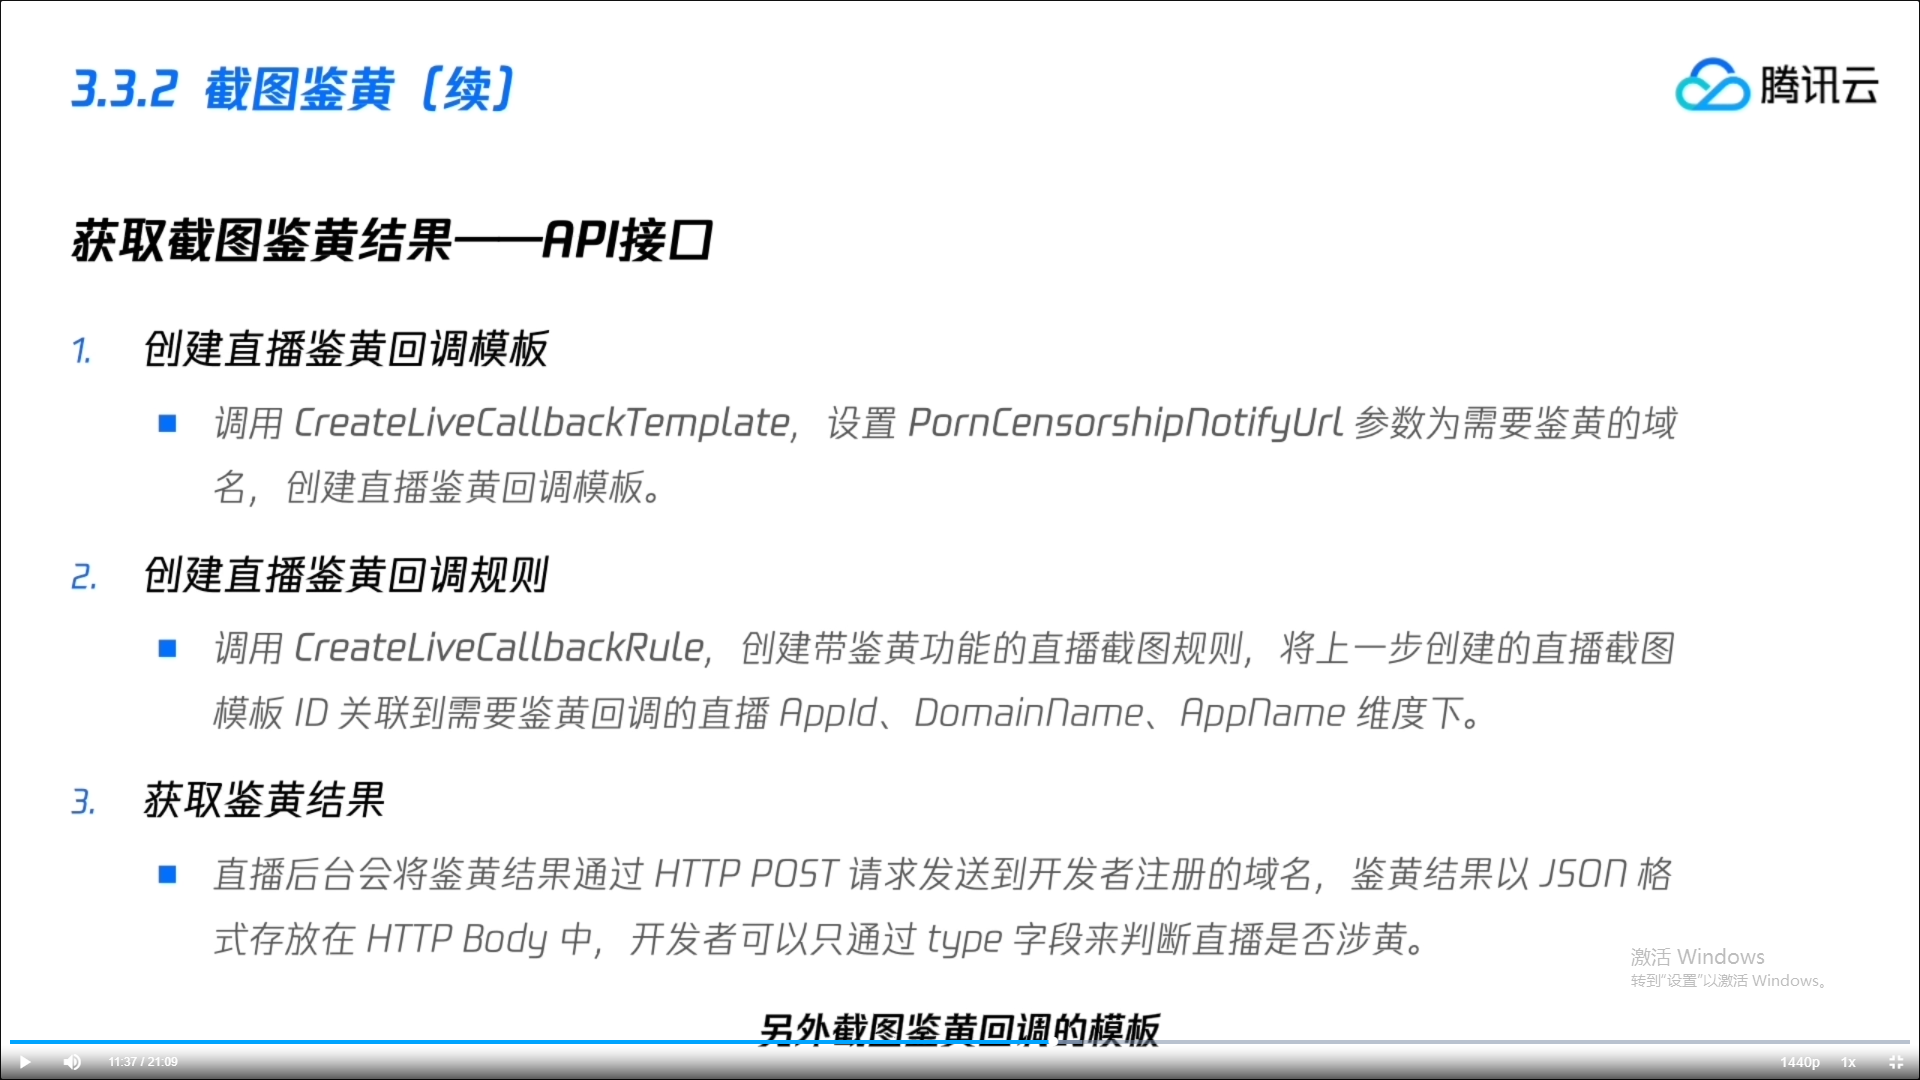 3.3.2 截图鉴黄（续）
腾讯云
获取截图鉴黄结果——API接口
1. 创建直播鉴黄回调模板
■ 调用 CreateLiveCallbackTemplate，设置 PornCensorshipNotifyUrl 参数为需要鉴黄的域
名，创建直播鉴黄回调模板。
2. 创建直播鉴黄回调规则
■ 调用 CreateLiveCallbackRule，创建带鉴黄功能的直播截图规则，将上一步创建的直播截图
模板 ID 关联到需要鉴黄回调的直播 AppId、DomainName、AppName 维度下。
3. 获取鉴黄结果
■ 直播后台会将鉴黄结果通过 HTTP POST 请求发送到开发者注册的域名，鉴黄结果以 JSON 格
式存放在 HTTP Body 中，开发者可以只通过 type 字段来判断直播是否涉黄。
激活 Windows
转到“设置”以激活 Windows。
另外截图鉴黄回调的模板
11:37 / 21:09
1440p 1x